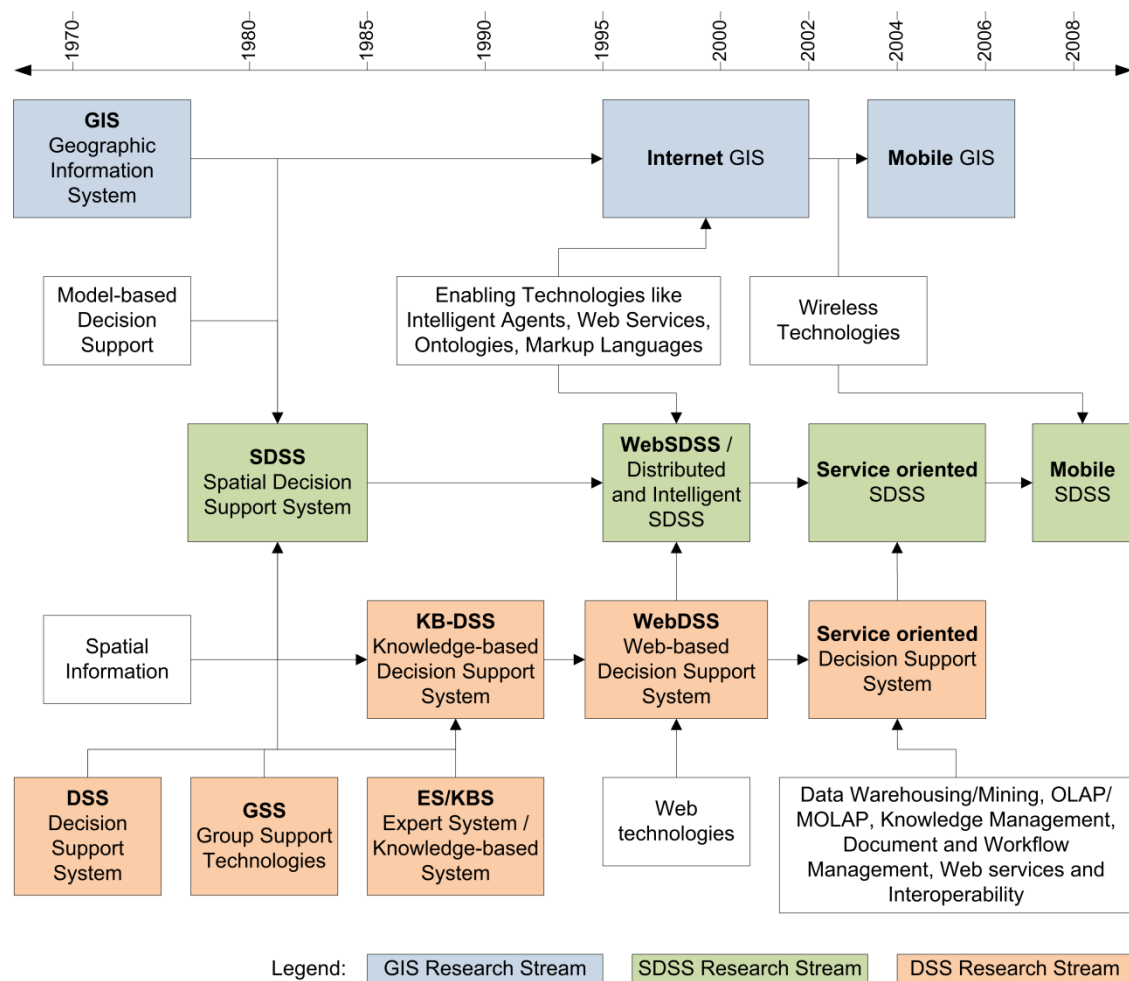 1970
1980
1985
1990
1995
2000
2002
2004
2006
2008
GIS
Geographic
Information
System
Internet GIS
Mobile GIS
Model-based
Decision
Support
Enabling Technologies like
Intelligent Agents, Web Services,
Ontologies, Markup Languages
Wireless
Technologies
SDSS
Spatial Decision
Support System
WebSDSS /
Distributed
and Intelligent
SDSS
Service oriented
SDSS
Mobile
SDSS
Spatial
Information
KB-DSS
Knowledge-based
Decision Support
System
WebDSS
Web-based
Decision Support
System
Service oriented
Decision Support
System
DSS
Decision
Support
System
GSS
Group Support
Technologies
ES/KBS
Expert System /
Knowledge-based
System
Web
technologies
Data Warehousing/Mining, OLAP/
MOLAP, Knowledge Management,
Document and Workflow
Management, Web services and
Interoperability
Legend:
GIS Research Stream
SDSS Research Stream
DSS Research Stream